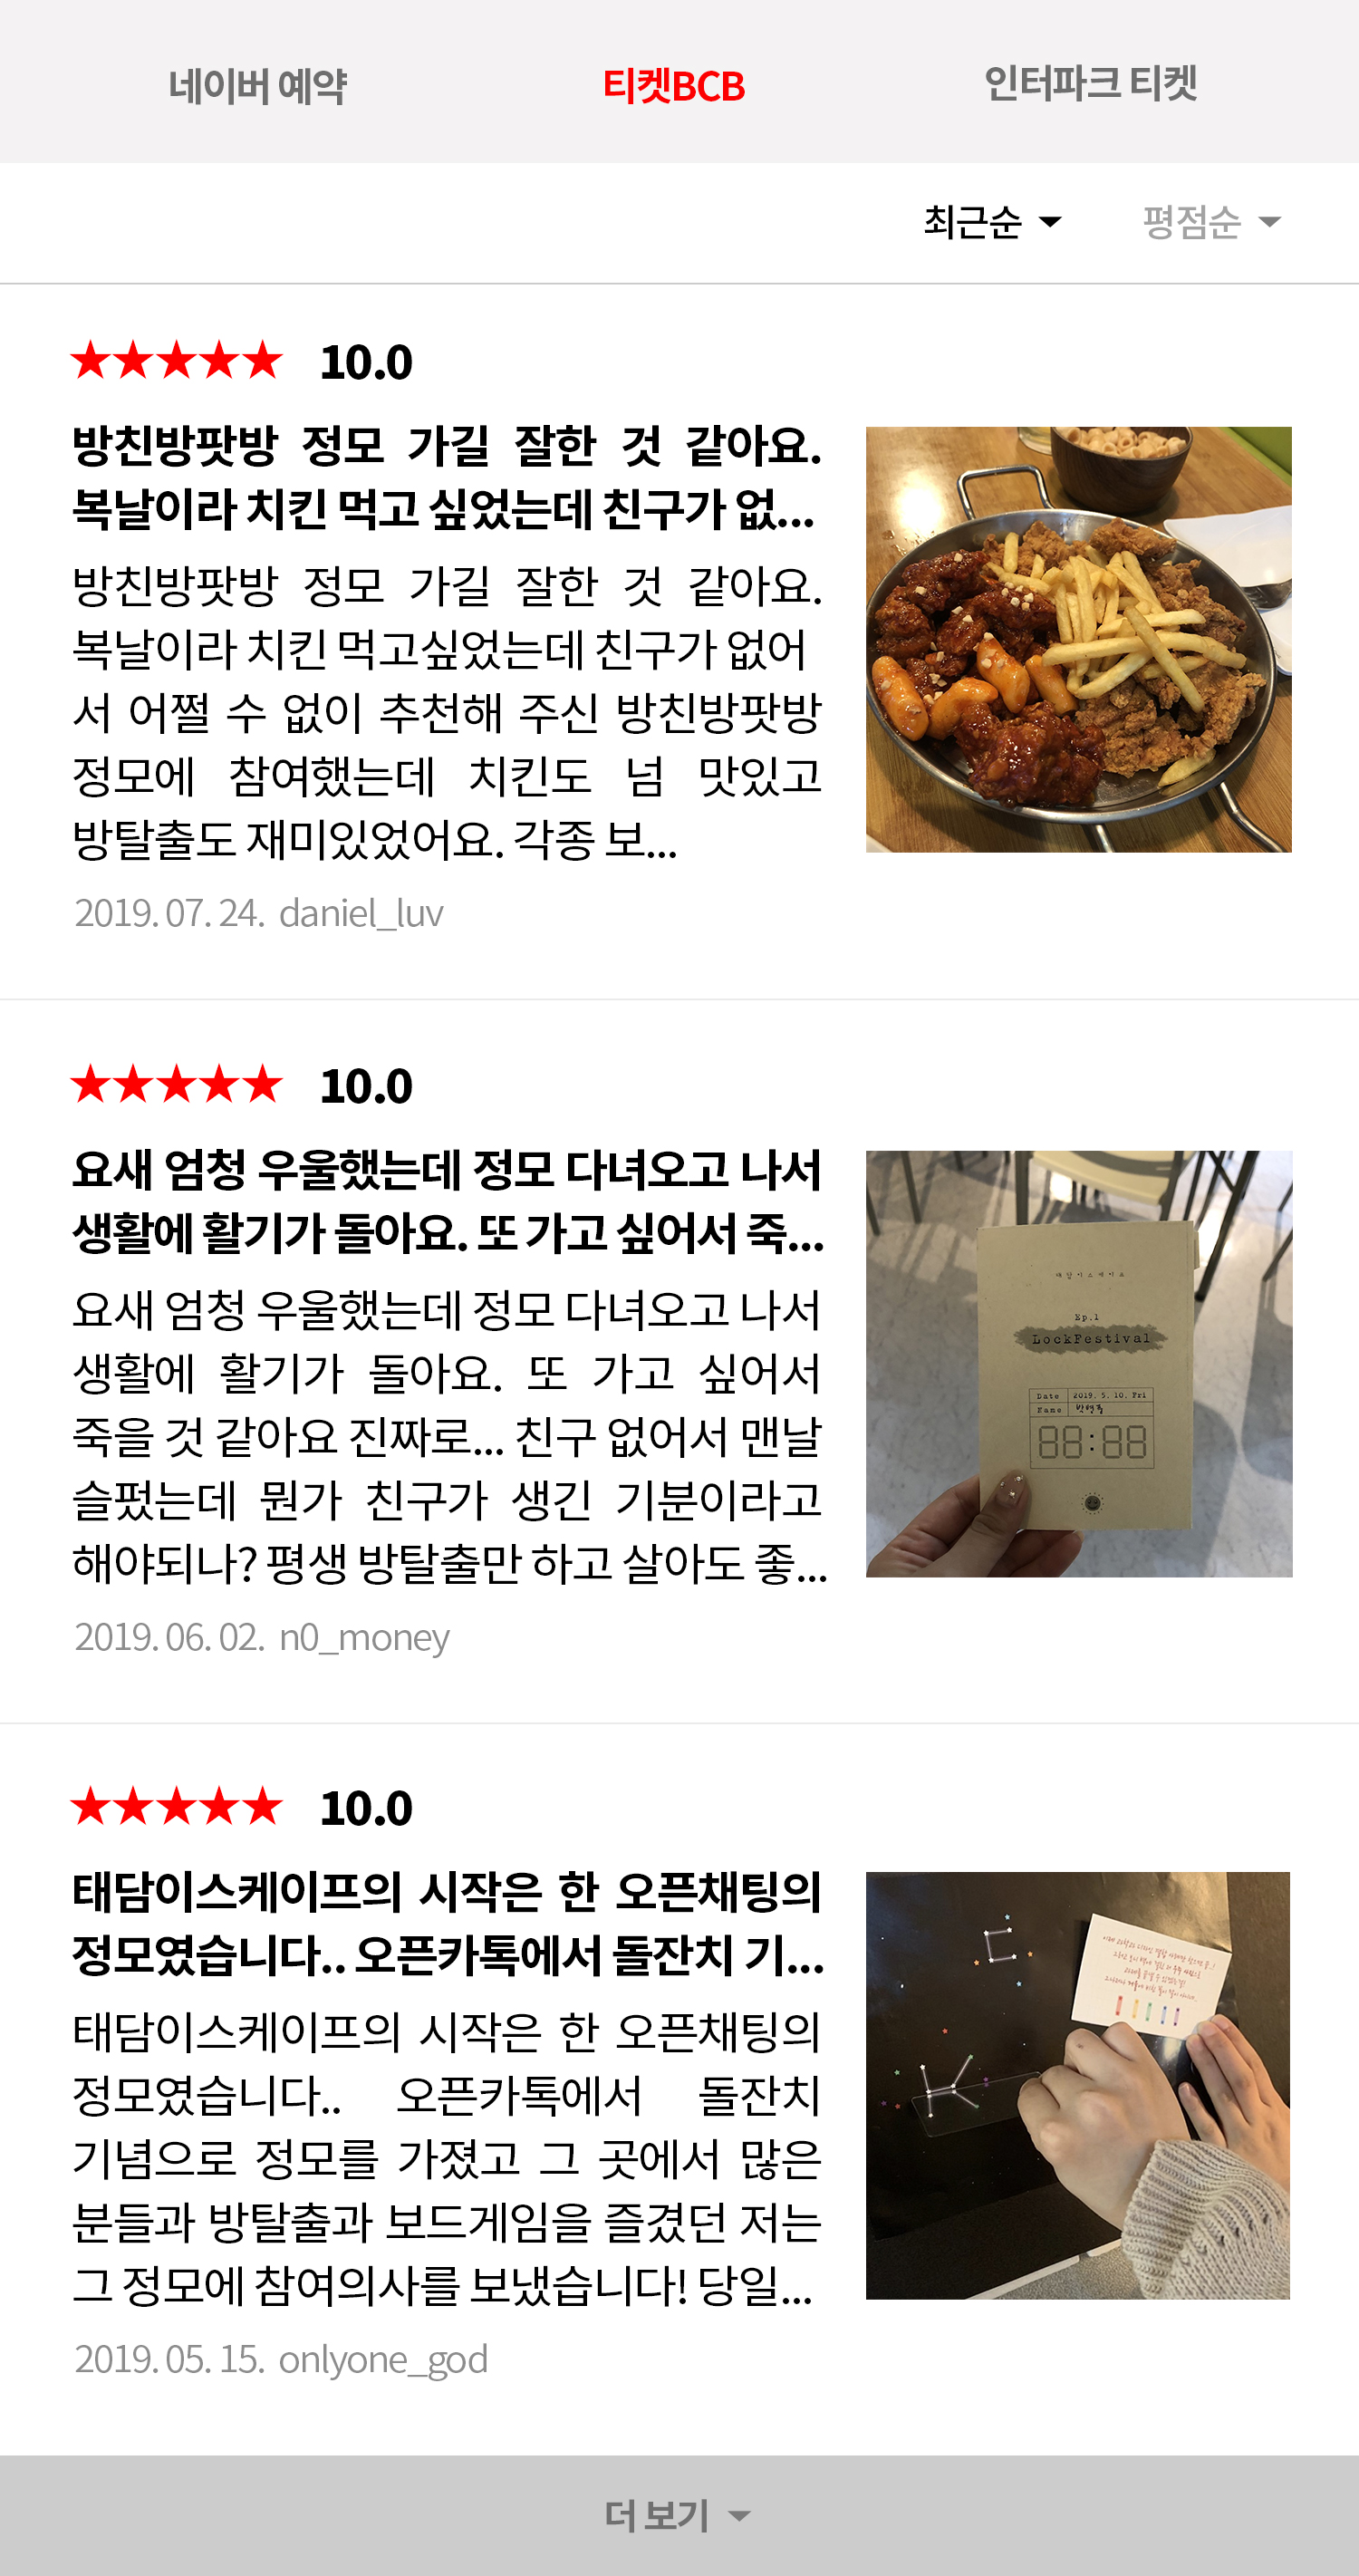 네이버 예약
티켓BCB
인터파크 티켓
최근순
평점순
★★★★★ 10.0
방친방팟방 정모 가길 잘한 것 같아요.
복날이라 치킨 먹고 싶었는데 친구가 없...
방친방팟방 정모 가길 잘한 것 같아요.
복날이라 치킨 먹고싶었는데 친구가 없어
서 어쩔 수 없이 추천해 주신 방친방팟방
정모에 참여했는데 치킨도 넘 맛있고
방탈출도 재미있었어요. 각종 보...
2019. 07. 24. daniel_luv
★★★★★ 10.0
요새 엄청 우울했는데 정모 다녀오고 나서
생활에 활기가 돌아요. 또 가고 싶어서 죽...
요새 엄청 우울했는데 정모 다녀오고 나서
생활에 활기가 돌아요. 또 가고 싶어서
죽을 것 같아요 진짜로... 친구 없어서 맨날
슬펐는데 뭔가 친구가 생긴 기분이라고
해야되나? 평생 방탈출만 하고 살아도 좋...
2019. 06. 02. n0_money
태담이스케이프
Ep.1
LockFestival
Date 2019. 5. 10. Fri
Name
88:88
★★★★★ 10.0
태담이스케이프의 시작은 한 오픈채팅의
정모였습니다.. 오픈카톡에서 돌잔치 기...
태담이스케이프의 시작은 한 오픈채팅의
정모였습니다.. 오픈카톡에서 돌잔치
기념으로 정모를 가졌고 그 곳에서 많은
분들과 방탈출과 보드게임을 즐겼던 저는
그 정모에 참여의사를 보냈습니다! 당일...
2019. 05. 15. onlyone_god
더 보기